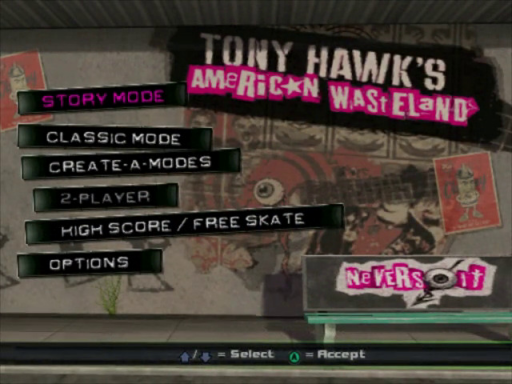 TONY HAWK'S
AMERICAN WASTELAND
STORY MODE
CLASSIC MODE
CREATE-A-MODES
2-PLAYER
HIGH SCORE / FREE SKATE
OPTIONS
NEVERSOFT
/ = Select = Accept